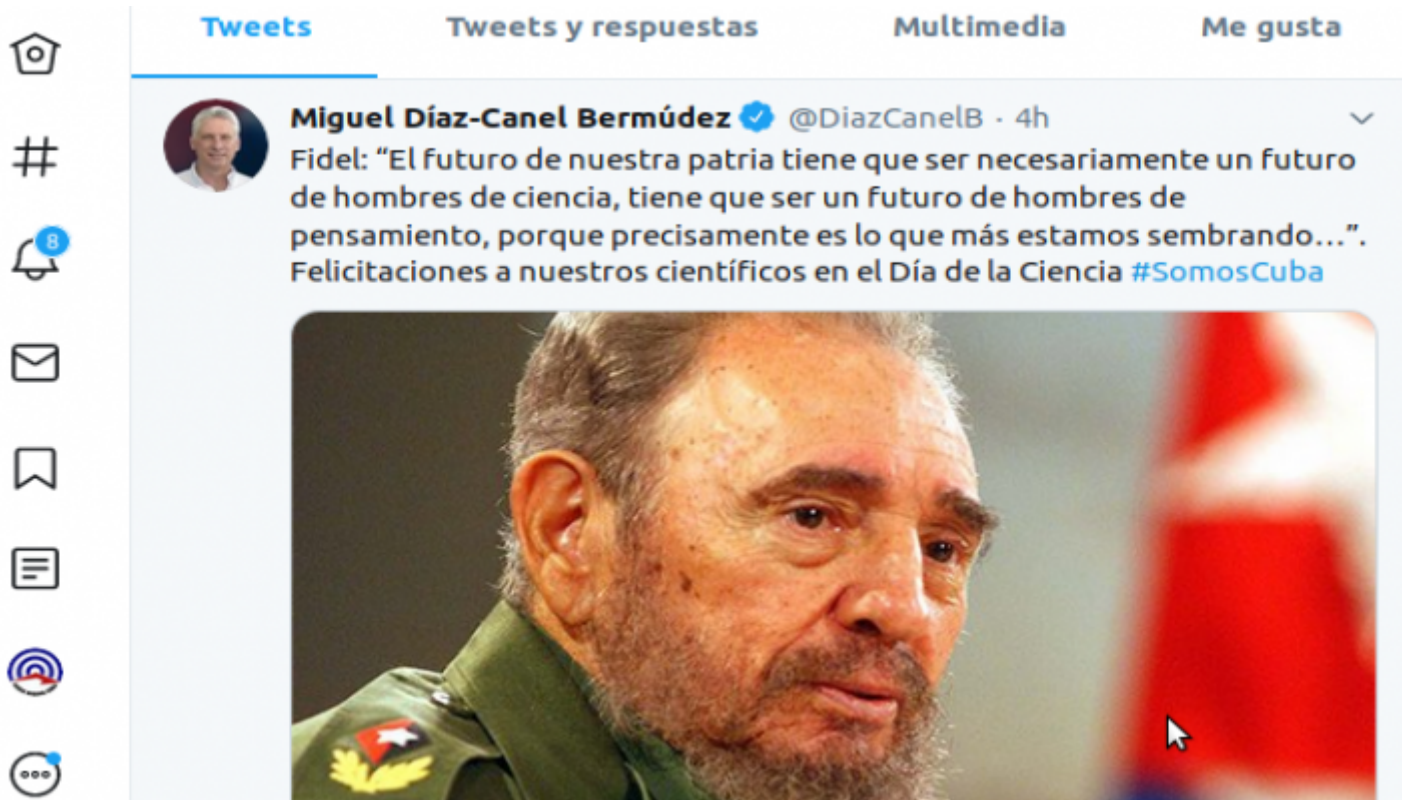 Tweets Tweets y respuestas Multimedia Me gusta
Miguel Díaz-Canel Bermúdez @DiazCanelB · 4h
Fidel: “El futuro de nuestra patria tiene que ser necesariamente un futuro
de hombres de ciencia, tiene que ser un futuro de hombres de
pensamiento, porque precisamente es lo que más estamos sembrando...”.
Felicitaciones a nuestros científicos en el Día de la Ciencia #SomosCuba
8